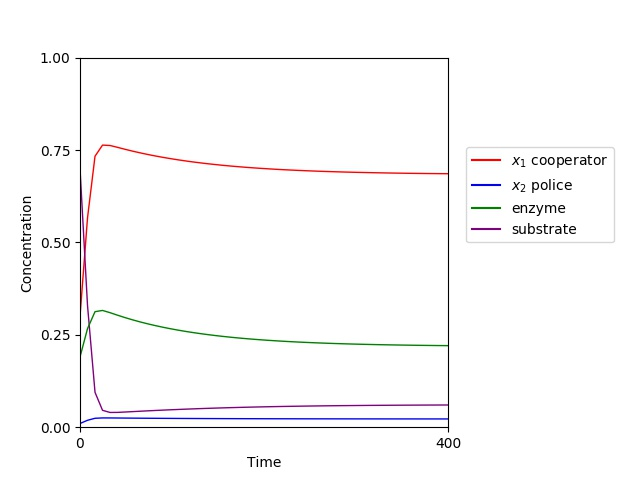 1.00
0.75
0.50
0.25
0.00
Concentration
0
400
Time
x₁ cooperator
x₂ police
enzyme
substrate